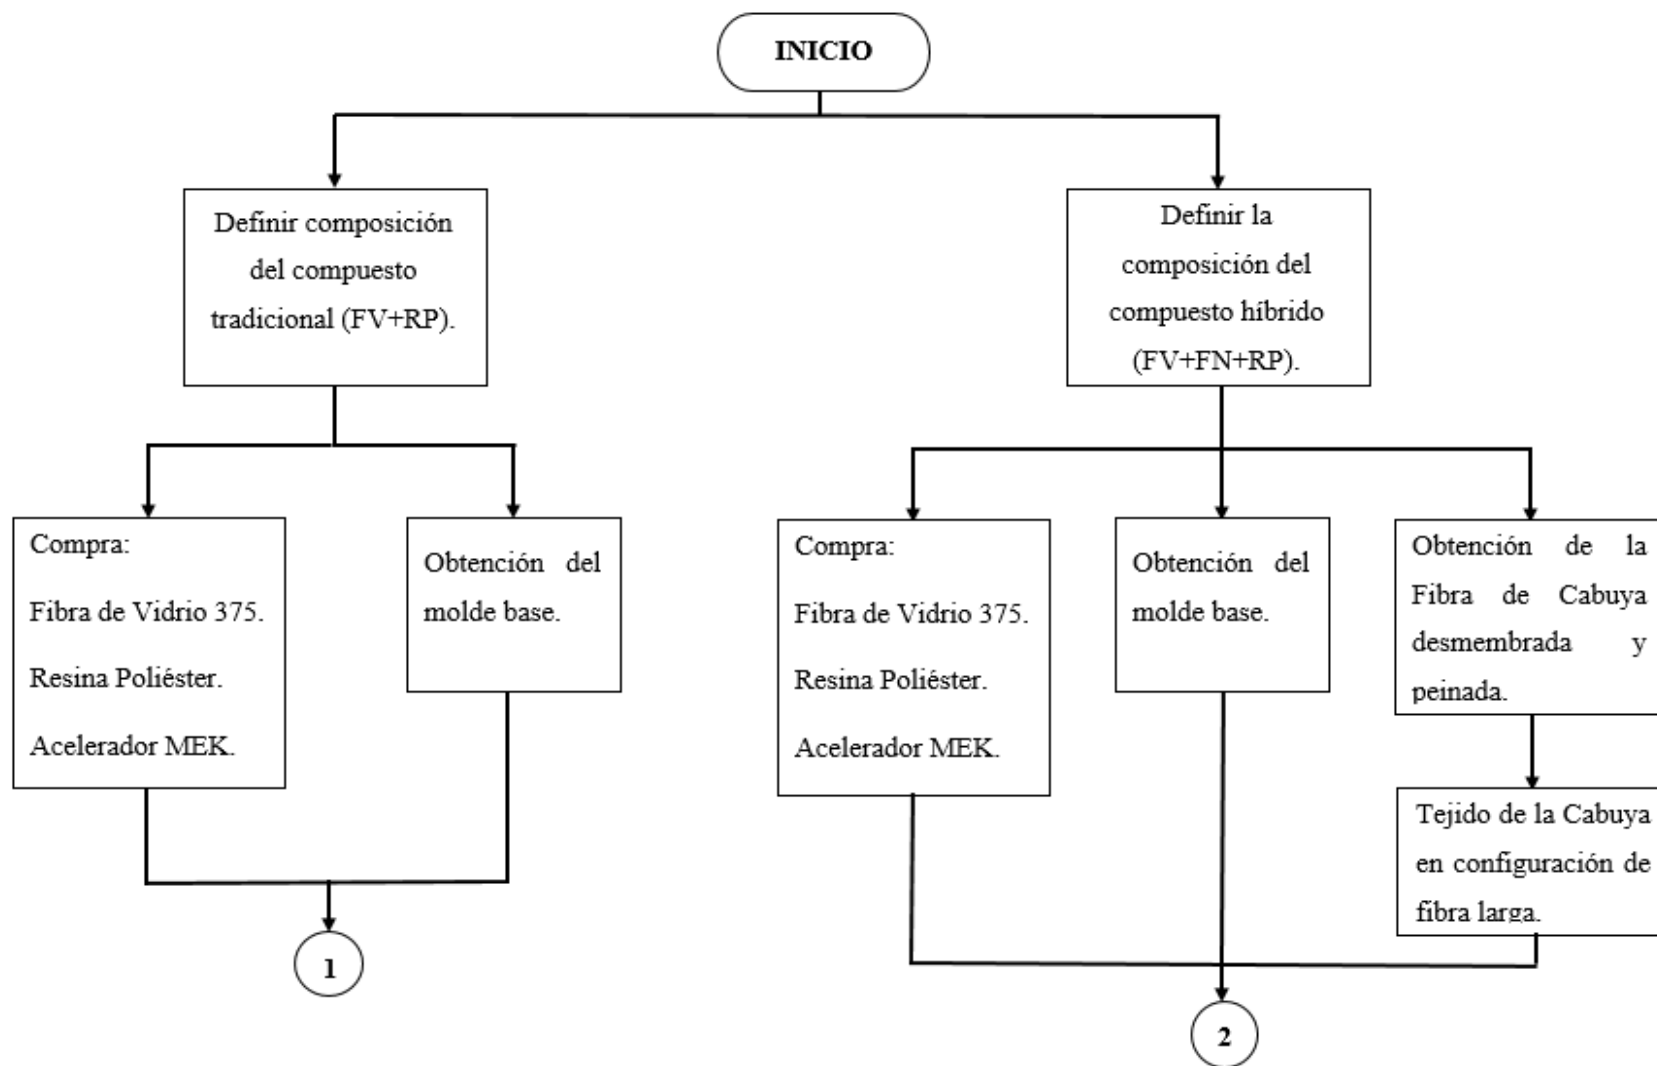 INICIO
Definir composición
del compuesto
tradicional (FV+RP).
Definir la
composición del
compuesto híbrido
(FV+FN+RP).
Compra:
Fibra de Vidrio 375.
Resina Poliéster.
Acelerador MEK.
Obtención del
molde base.
Compra:
Fibra de Vidrio 375.
Resina Poliéster.
Acelerador MEK.
Obtención del
molde base.
Obtención de la
Fibra de Cabuya
desmembrada y
peinada.
Tejido de la Cabuya
en configuración de
fibra larga.
1
2